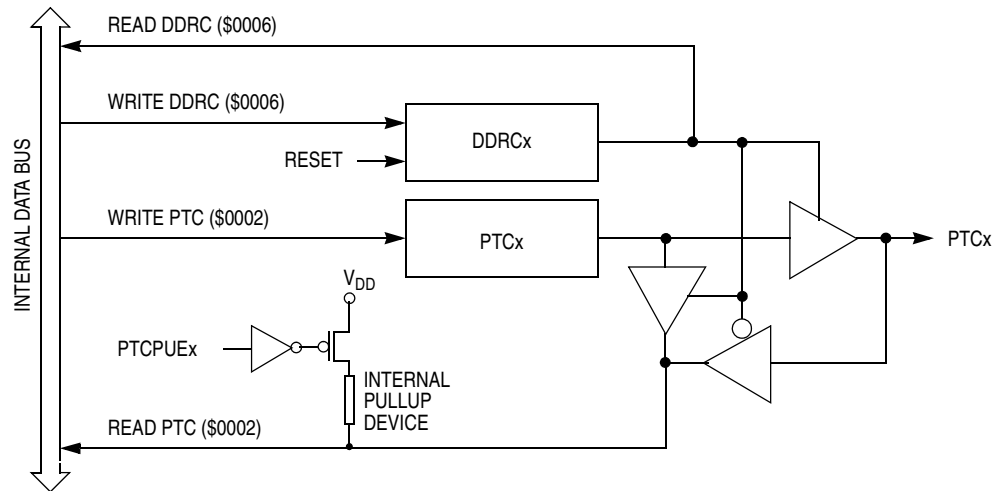 READ DDRC ($0006)
WRITE DDRC ($0006)
DDRCx
RESET
INTERNAL DATA BUS
WRITE PTC ($0002)
PTCx
PTCx
VDD
PTCPUEx
INTERNAL
PULLUP
DEVICE
READ PTC ($0002)